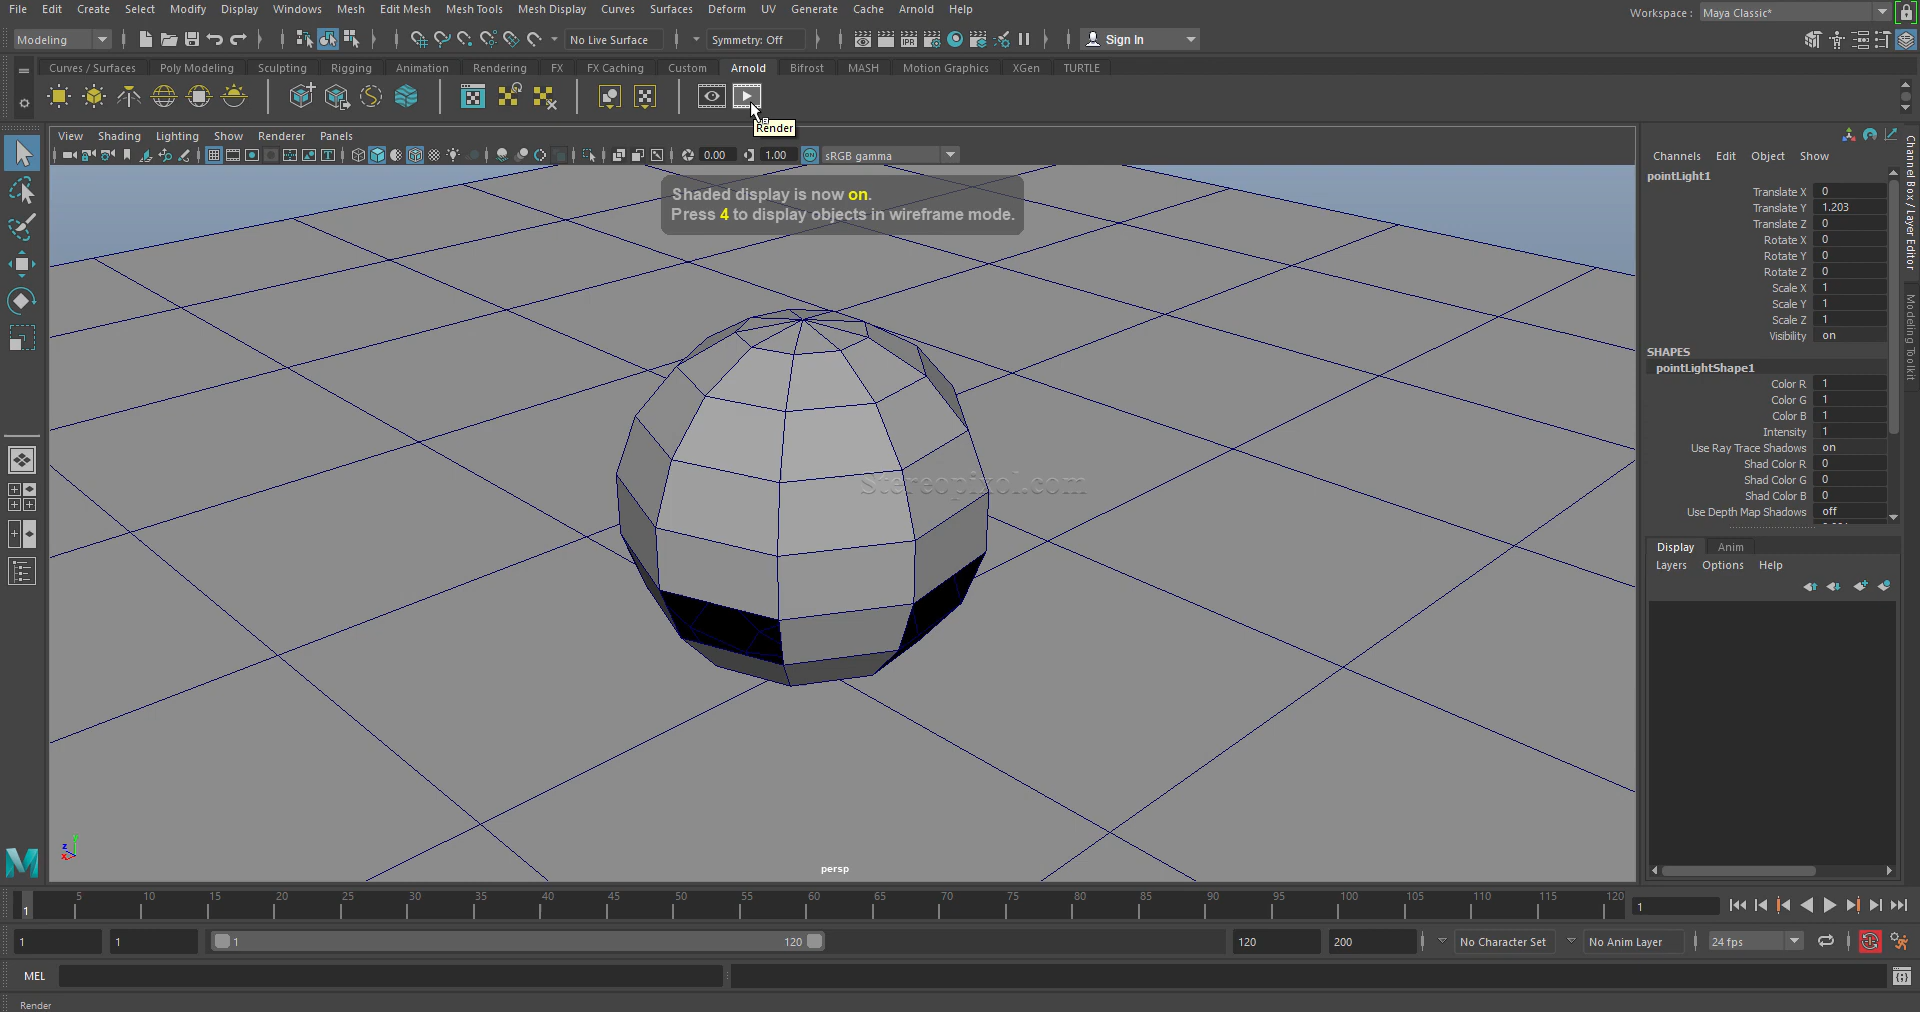 File Edit Create Select Modify Display Windows Mesh Edit Mesh Mesh Tools Mesh Display Curves Surfaces Deform UV Generate Cache Arnold Help
Workspace : Maya Classic*
Modeling No Live Surface Symmetry: Off IPR Sign In
Curves / Surfaces Poly Modeling Sculpting Rigging Animation Rendering FX FX Caching Custom Arnold Bifrost MASH Motion Graphics XGen TURTLE
Render
View Shading Lighting Show Renderer Panels
0.00 1.00 ON sRGB gamma
Shaded display is now on.
Press 4 to display objects in wireframe mode.
Stereopixol.com
persp
Y
Z
X
Channels Edit Object Show
pointLight1
Translate X 0
Translate Y 1.203
Translate Z 0
Rotate X 0
Rotate Y 0
Rotate Z 0
Scale X 1
Scale Y 1
Scale Z 1
Visibility on
SHAPES
pointLightShape1
Color R 1
Color G 1
Color B 1
Intensity 1
Use Ray Trace Shadows on
Shad Color R 0
Shad Color G 0
Shad Color B 0
Use Depth Map Shadows off
Channel Box / Layer Editor
Modeling Toolkit
Display Anim
Layers Options Help
M
1 5 10 15 20 25 30 35 40 45 50 55 60 65 70 75 80 85 90 95 100 105 110 115 120 1
1 1 1 120 120 200 No Character Set No Anim Layer 24 fps
MEL
Render